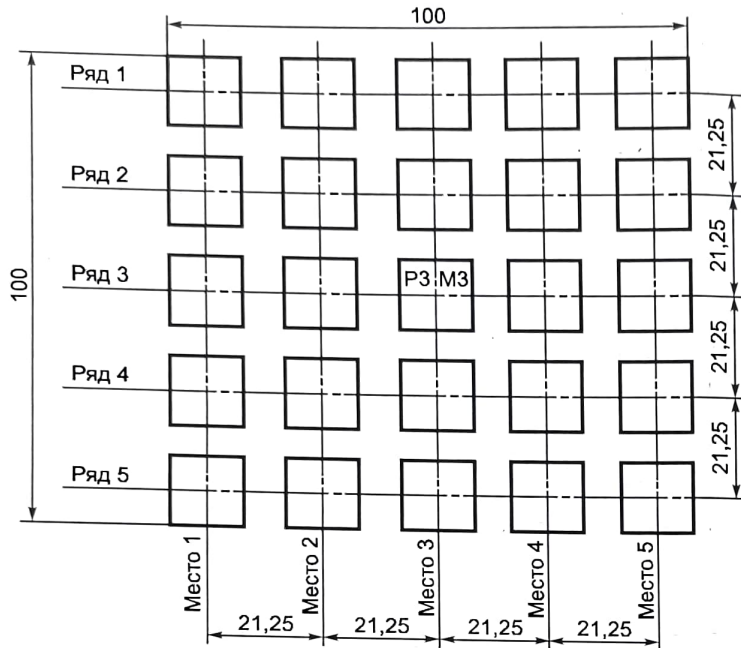 100
Ряд 1
21,25
Ряд 2
21,25
100
Ряд 3
Р3 М3
21,25
Ряд 4
21,25
Ряд 5
Место 1
Место 2
Место 3
Место 4
Место 5
21,25
21,25
21,25
21,25